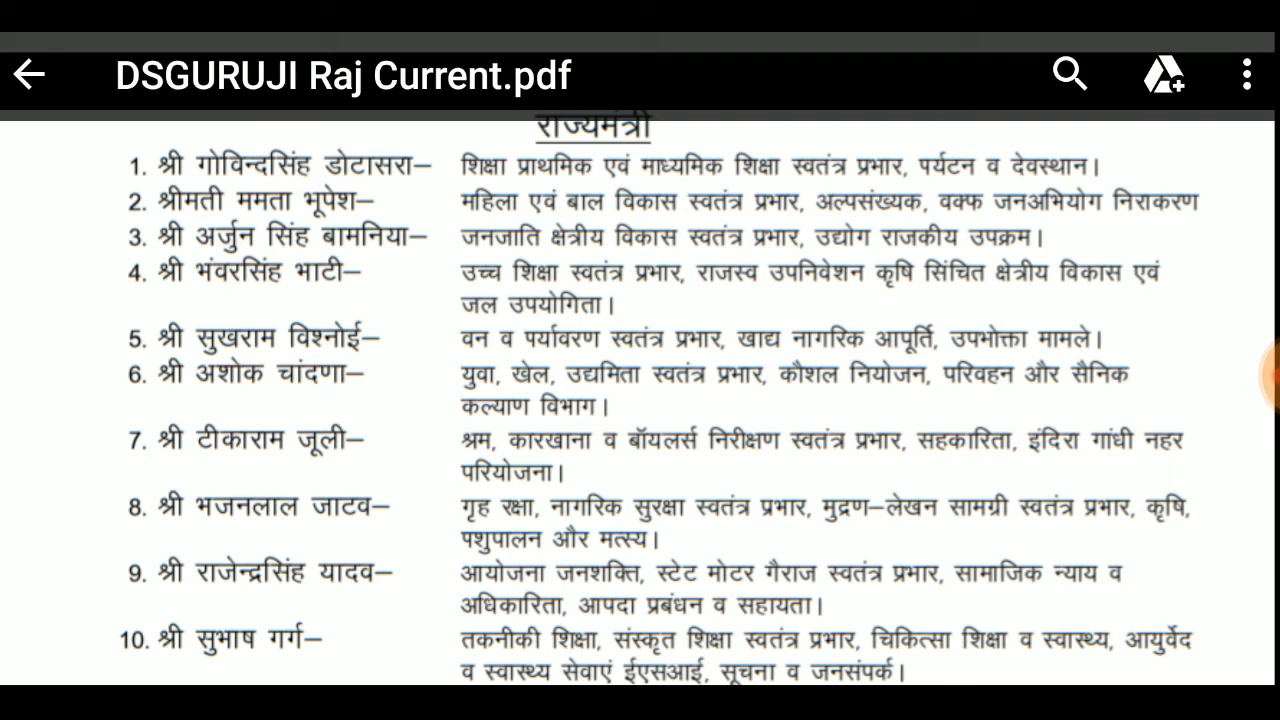 DSGURUJI Raj Current.pdf
राज्यमंत्री
1. श्री गोविन्दसिंह डोटासरा– शिक्षा प्राथमिक एवं माध्यमिक शिक्षा स्वतंत्र प्रभार, पर्यटन व देवस्थान।
2. श्रीमती ममता भूपेश– महिला एवं बाल विकास स्वतंत्र प्रभार, अल्पसंख्यक, वक्फ जनअभियोग निराकरण
3. श्री अर्जुन सिंह बामनिया– जनजाति क्षेत्रीय विकास स्वतंत्र प्रभार, उद्योग राजकीय उपक्रम।
4. श्री भंवरसिंह भाटी– उच्च शिक्षा स्वतंत्र प्रभार, राजस्व उपनिवेशन कृषि सिंचित क्षेत्रीय विकास एवं
जल उपयोगिता।
5. श्री सुखराम विश्नोई– वन व पर्यावरण स्वतंत्र प्रभार, खाद्य नागरिक आपूर्ति, उपभोक्ता मामले।
6. श्री अशोक चांदणा– युवा, खेल, उद्यमिता स्वतंत्र प्रभार, कौशल नियोजन, परिवहन और सैनिक
कल्याण विभाग।
7. श्री टीकाराम जूली– श्रम, कारखाना व बॉयलर्स निरीक्षण स्वतंत्र प्रभार, सहकारिता, इंदिरा गांधी नहर
परियोजना।
8. श्री भजनलाल जाटव– गृह रक्षा, नागरिक सुरक्षा स्वतंत्र प्रभार, मुद्रण–लेखन सामग्री स्वतंत्र प्रभार, कृषि,
पशुपालन और मत्स्य।
9. श्री राजेन्द्रसिंह यादव– आयोजना जनशक्ति, स्टेट मोटर गैराज स्वतंत्र प्रभार, सामाजिक न्याय व
अधिकारिता, आपदा प्रबंधन व सहायता।
10. श्री सुभाष गर्ग– तकनीकी शिक्षा, संस्कृत शिक्षा स्वतंत्र प्रभार, चिकित्सा शिक्षा व स्वास्थ्य, आयुर्वेद
व स्वास्थ्य सेवाएं ईएसआई, सूचना व जनसंपर्क।